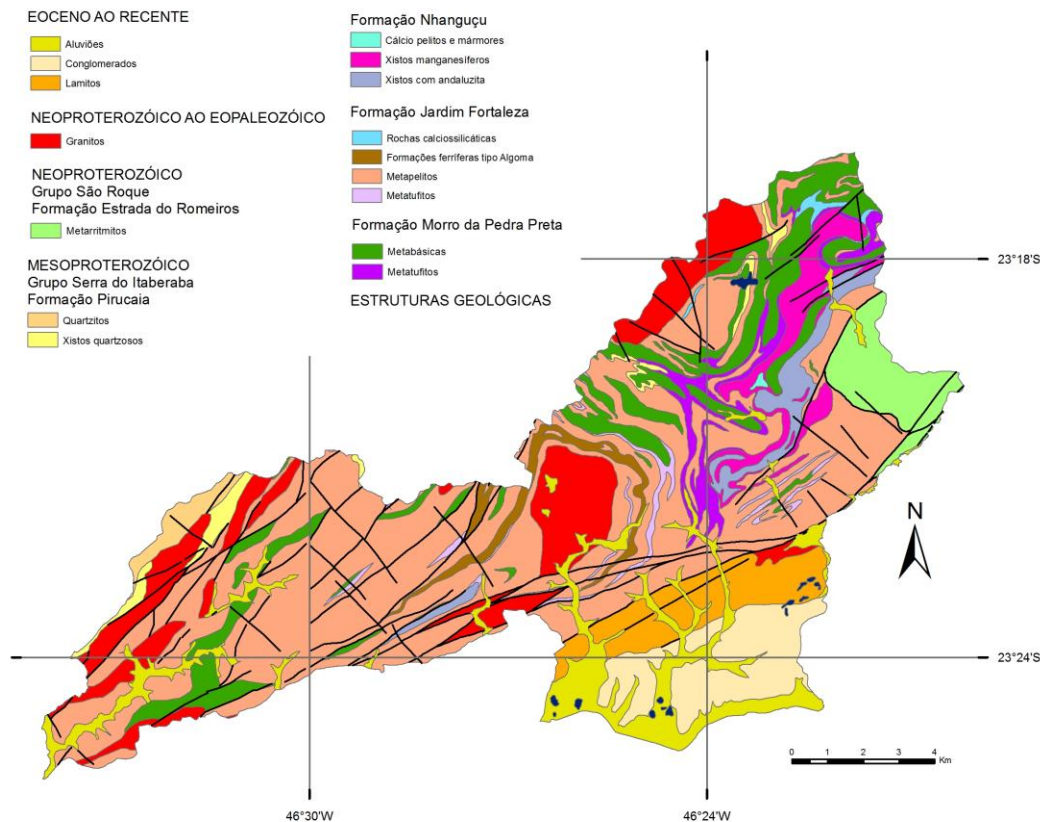 EOCENO AO RECENTE
Aluviões
Conglomerados
Lamitos
NEOPROTEROZÓICO AO EOPALEOZÓICO
Granitos
NEOPROTEROZÓICO
Grupo São Roque
Formação Estrada do Romeiros
Metarritmitos
MESOPROTEROZÓICO
Grupo Serra do Itaberaba
Formação Pirucaia
Quartzitos
Xistos quartzosos
Formação Nhanguçu
Cálcio pelitos e mármores
Xistos manganesíferos
Xistos com andaluzita
Formação Jardim Fortaleza
Rochas calciossilicáticas
Formações ferríferas tipo Algoma
Metapelitos
Metatufitos
Formação Morro da Pedra Preta
Metabásicas
Metatufitos
ESTRUTURAS GEOLÓGICAS
23°18'S
N
23°24'S
0 1 2 3 4
Km
46°30'W
46°24'W